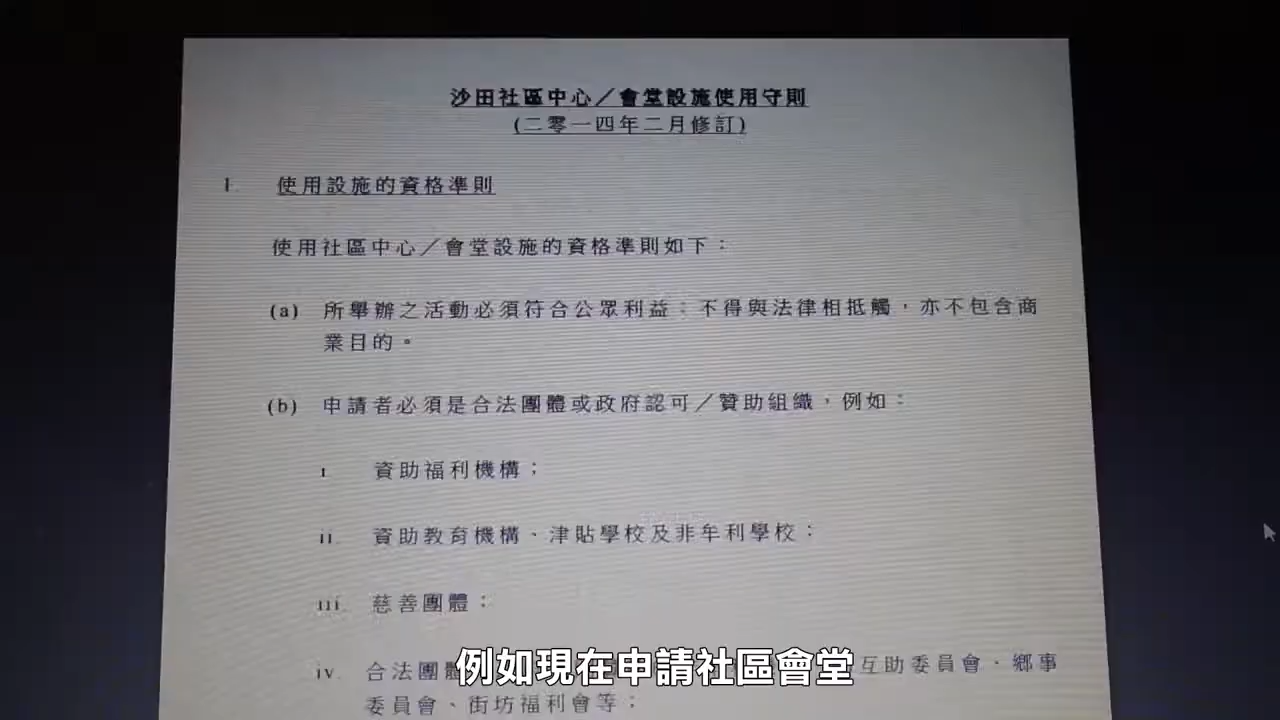 沙田社區中心／會堂設施使用守則
(二零一四年二月修訂)
I. 使用設施的資格準則
使用社區中心／會堂設施的資格準則如下：
(a) 所舉辦之活動必須符合公眾利益；不得與法律相抵觸，亦不包含商
業目的。
(b) 申請者必須是合法團體或政府認可／贊助組織，例如：
i. 資助福利機構；
ii. 資助教育機構、津貼學校及非牟利學校；
iii. 慈善團體；
iv. 合法團體
互助委員會、鄉事
委員會、街坊福利會等；
例如現在申請社區會堂